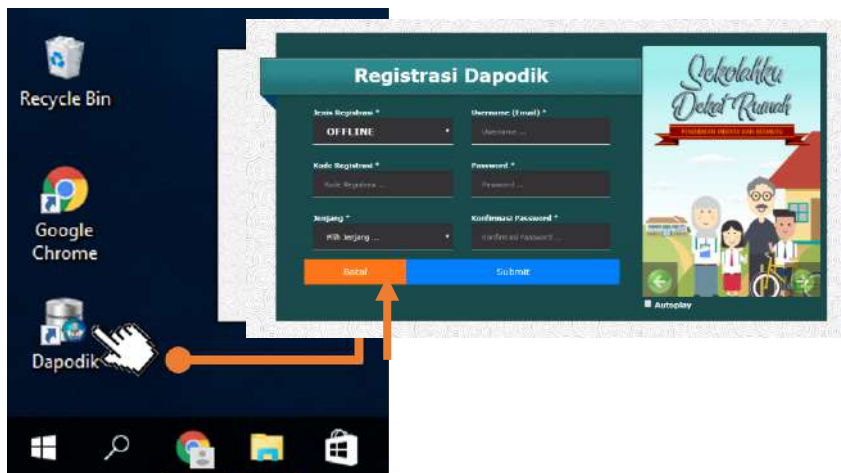 Recycle Bin
Google
Chrome
Dapodik
Registrasi Dapodik
Jenis Registrasi *
OFFLINE
Username (Email) *
Username ...
Kode Registrasi *
Kode Registrasi ...
Password *
Password ...
Jenjang *
Pilih Jenjang ...
Konfirmasi Password *
Konfirmasi Password ...
Batal
Submit
Sekolahku
Dekat Rumah
Autoplay